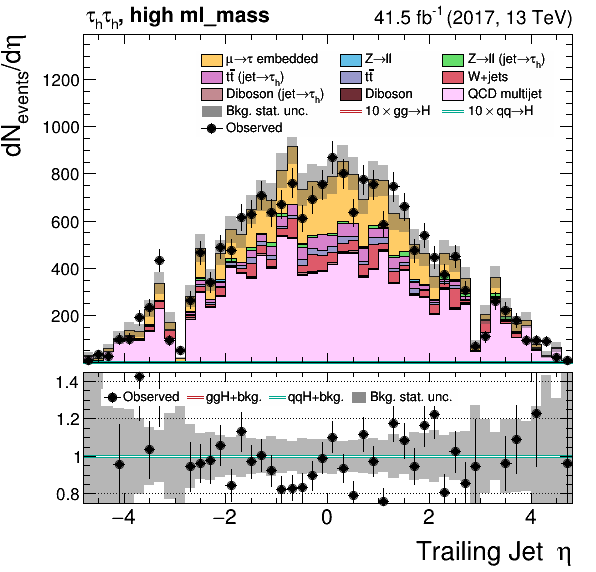 τhτh, high ml_mass 41.5 fb⁻¹ (2017, 13 TeV)
dNevents/dη
μ→τ embedded Z→ll Z→ll (jet→τh)
tt̄ (jet→τh) tt̄ W+jets
Diboson (jet→τh) Diboson QCD multijet
Bkg. stat. unc. 10 × gg→H 10 × qq→H
Observed
1200
1000
800
600
400
200
1.4
Observed ggH+bkg. qqH+bkg. Bkg. stat. unc.
1.2
1.0
0.8
−4 −2 0 2 4
Trailing Jet η